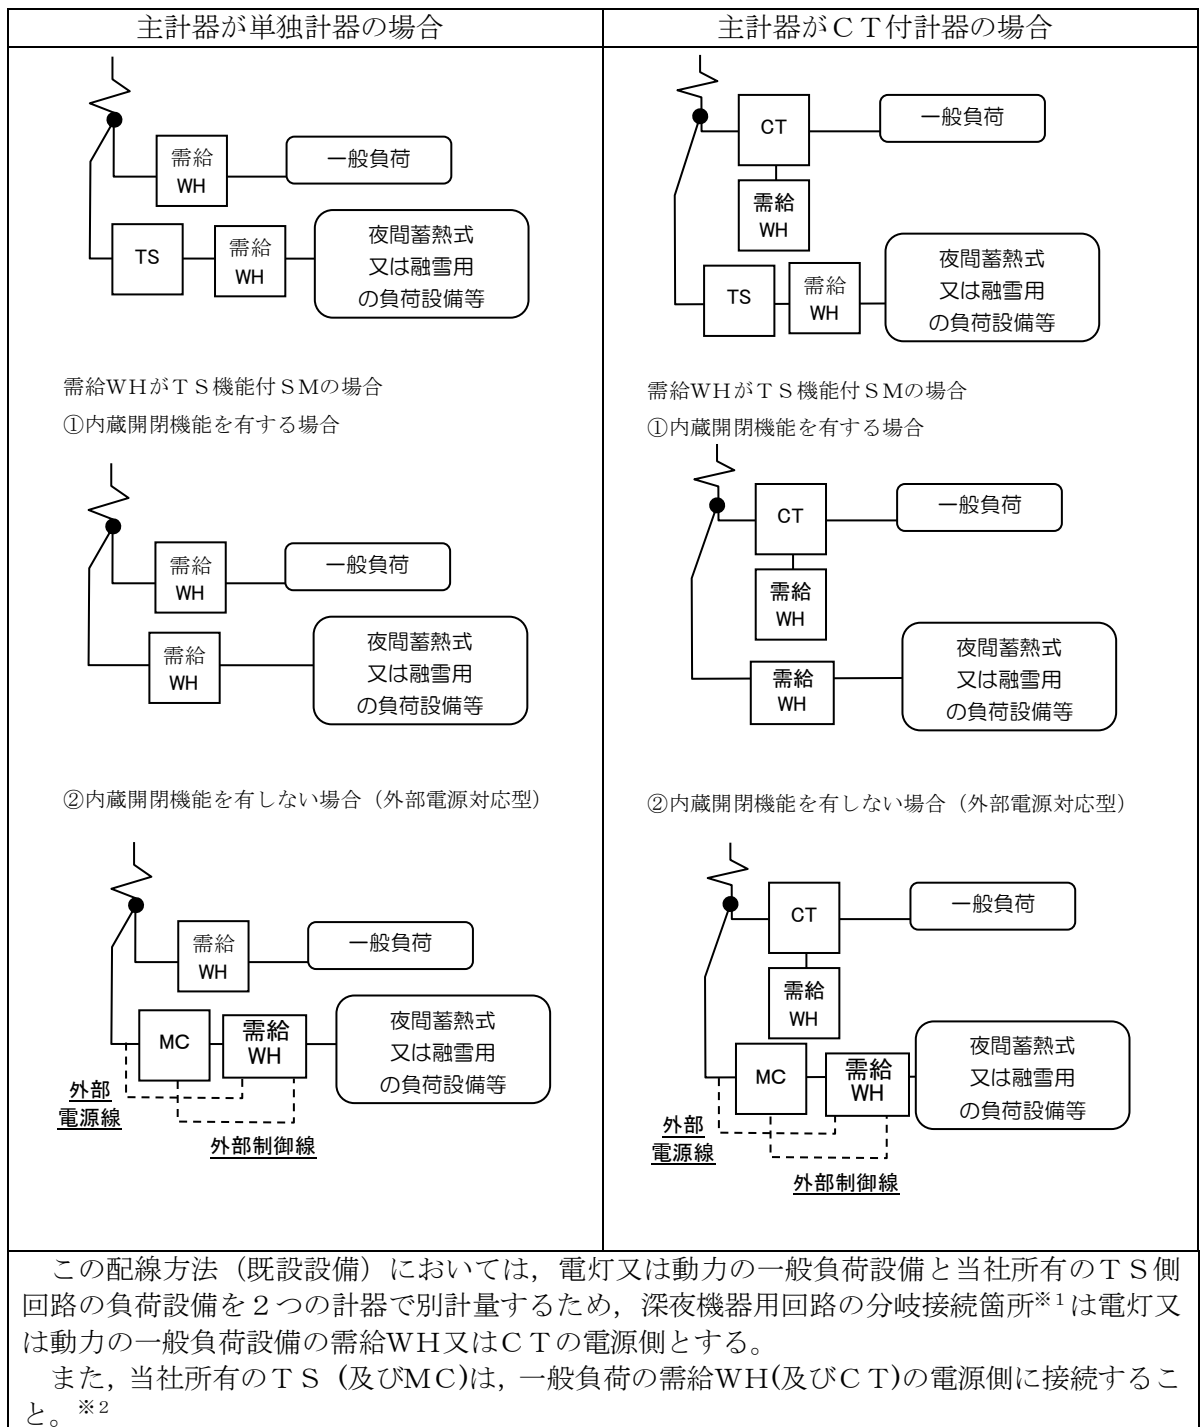 主計器が単独計器の場合
需給
WH
一般負荷
TS
需給
WH
夜間蓄熱式
又は融雪用
の負荷設備等
需給WHがTS機能付SMの場合
①内蔵開閉機能を有する場合
需給
WH
一般負荷
需給
WH
夜間蓄熱式
又は融雪用
の負荷設備等
②内蔵開閉機能を有しない場合（外部電源対応型）
需給
WH
一般負荷
MC
需給
WH
夜間蓄熱式
又は融雪用
の負荷設備等
外部
電源線
外部制御線
主計器がCT付計器の場合
CT
一般負荷
需給
WH
TS
需給
WH
夜間蓄熱式
又は融雪用
の負荷設備等
需給WHがTS機能付SMの場合
①内蔵開閉機能を有する場合
CT
一般負荷
需給
WH
需給
WH
夜間蓄熱式
又は融雪用
の負荷設備等
②内蔵開閉機能を有しない場合（外部電源対応型）
CT
一般負荷
需給
WH
MC
需給
WH
夜間蓄熱式
又は融雪用
の負荷設備等
外部
電源線
外部制御線
この配線方法（既設設備）においては，電灯又は動力の一般負荷設備と当社所有のTS側
回路の負荷設備を２つの計器で別計量するため，深夜機器用回路の分岐接続箇所※１は電灯又
は動力の一般負荷設備の需給WH又はCTの電源側とする。
また，当社所有のTS (及びMC)は，一般負荷の需給WH(及びCT)の電源側に接続するこ
と。※２